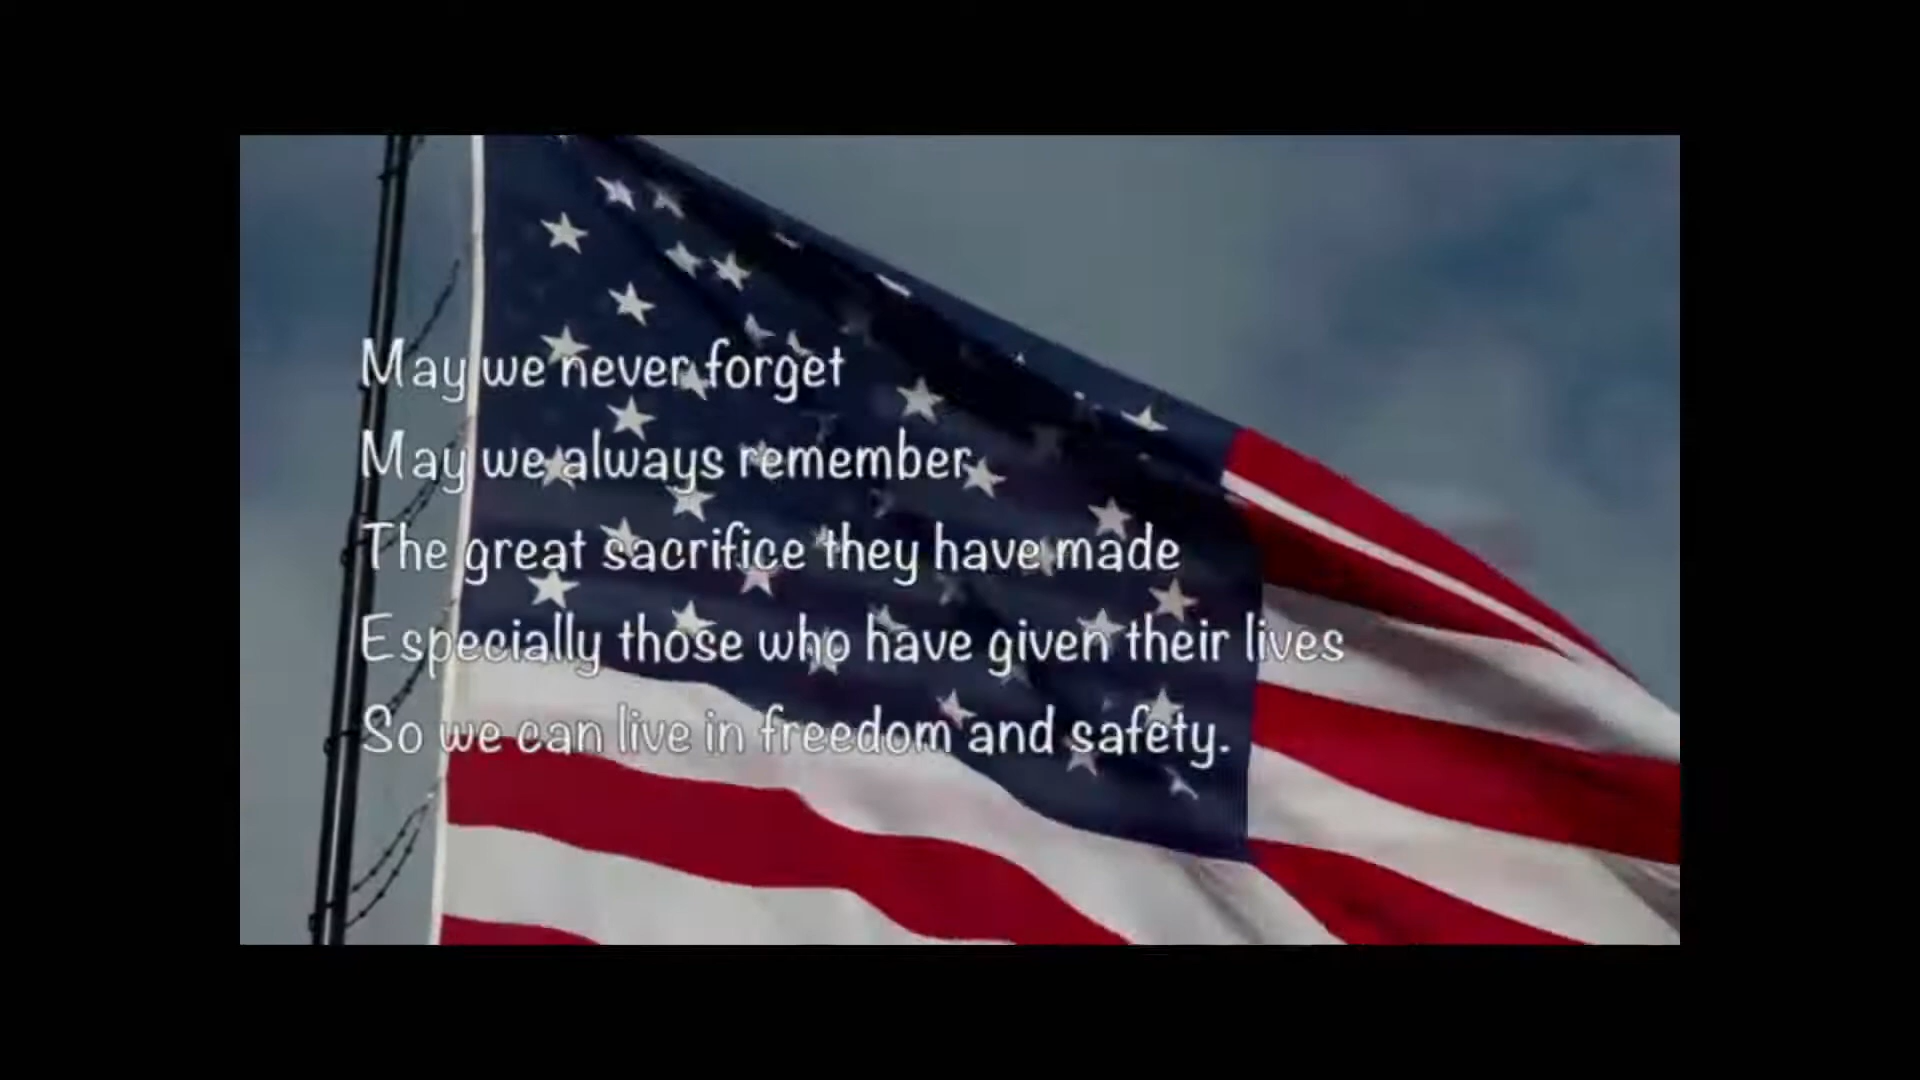 May we never forget
May we always remember
The great sacrifice they have made
Especially those who have given their lives
So we can live in freedom and safety.